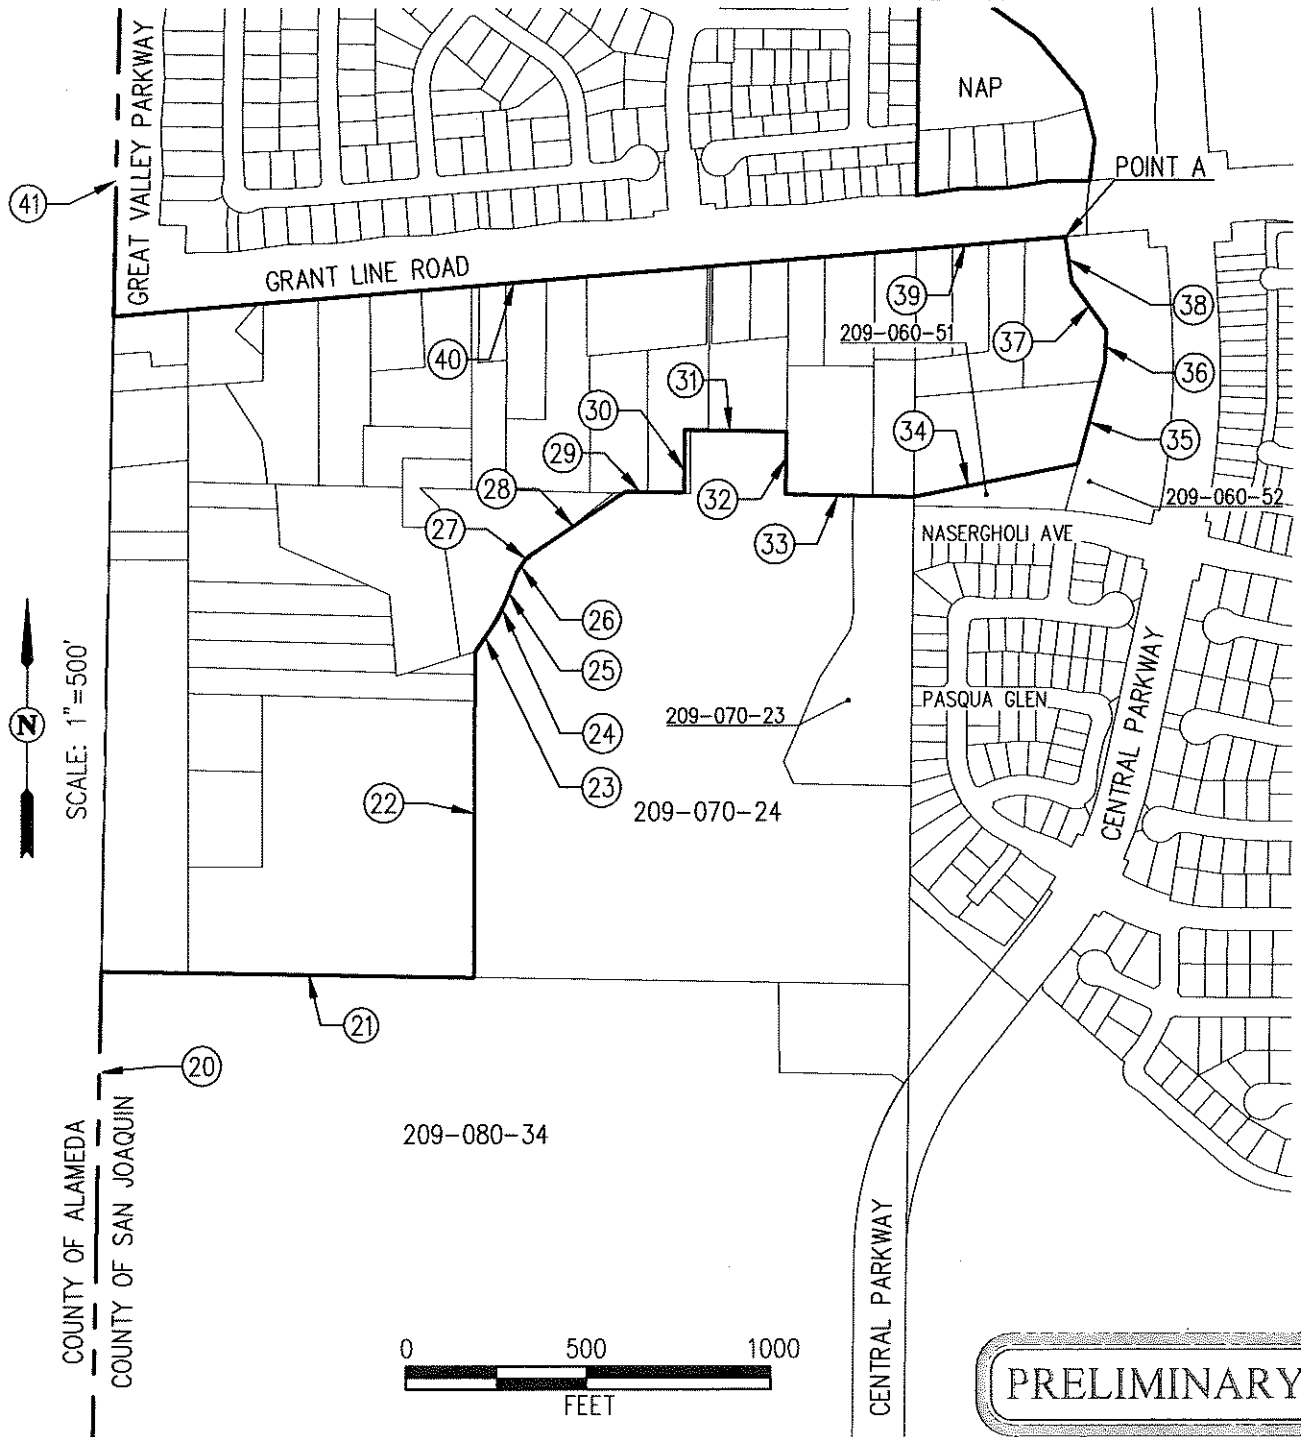 NAP
POINT A
41
GREAT VALLEY PARKWAY
GRANT LINE ROAD
39
38
209-060-51
37
40
31
36
30
34
35
29
28
32
209-060-52
27
33
NASERGHOLI AVE
26
25
PASQUA GLEN
209-070-23
24
CENTRAL PARKWAY
N
SCALE: 1"=500'
23
22
209-070-24
21
20
209-080-34
COUNTY OF ALAMEDA
COUNTY OF SAN JOAQUIN
CENTRAL PARKWAY
0 500 1000
FEET
PRELIMINARY